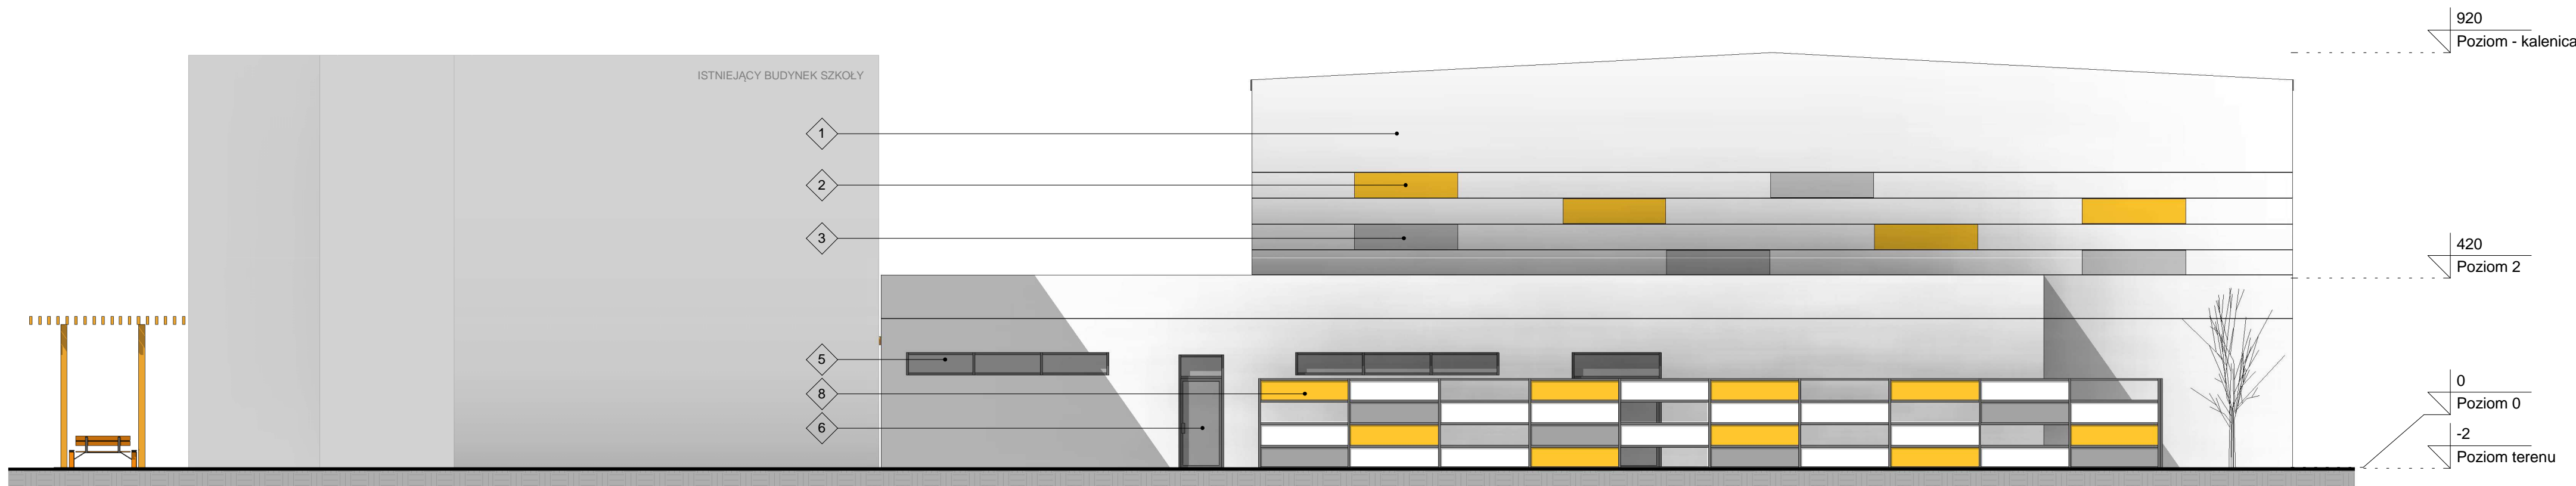 920
Poziom - kalenica
ISTNIEJĄCY BUDYNEK SZKOŁY
1
2
3
420
Poziom 2
5
8
6
0
Poziom 0
-2
Poziom terenu